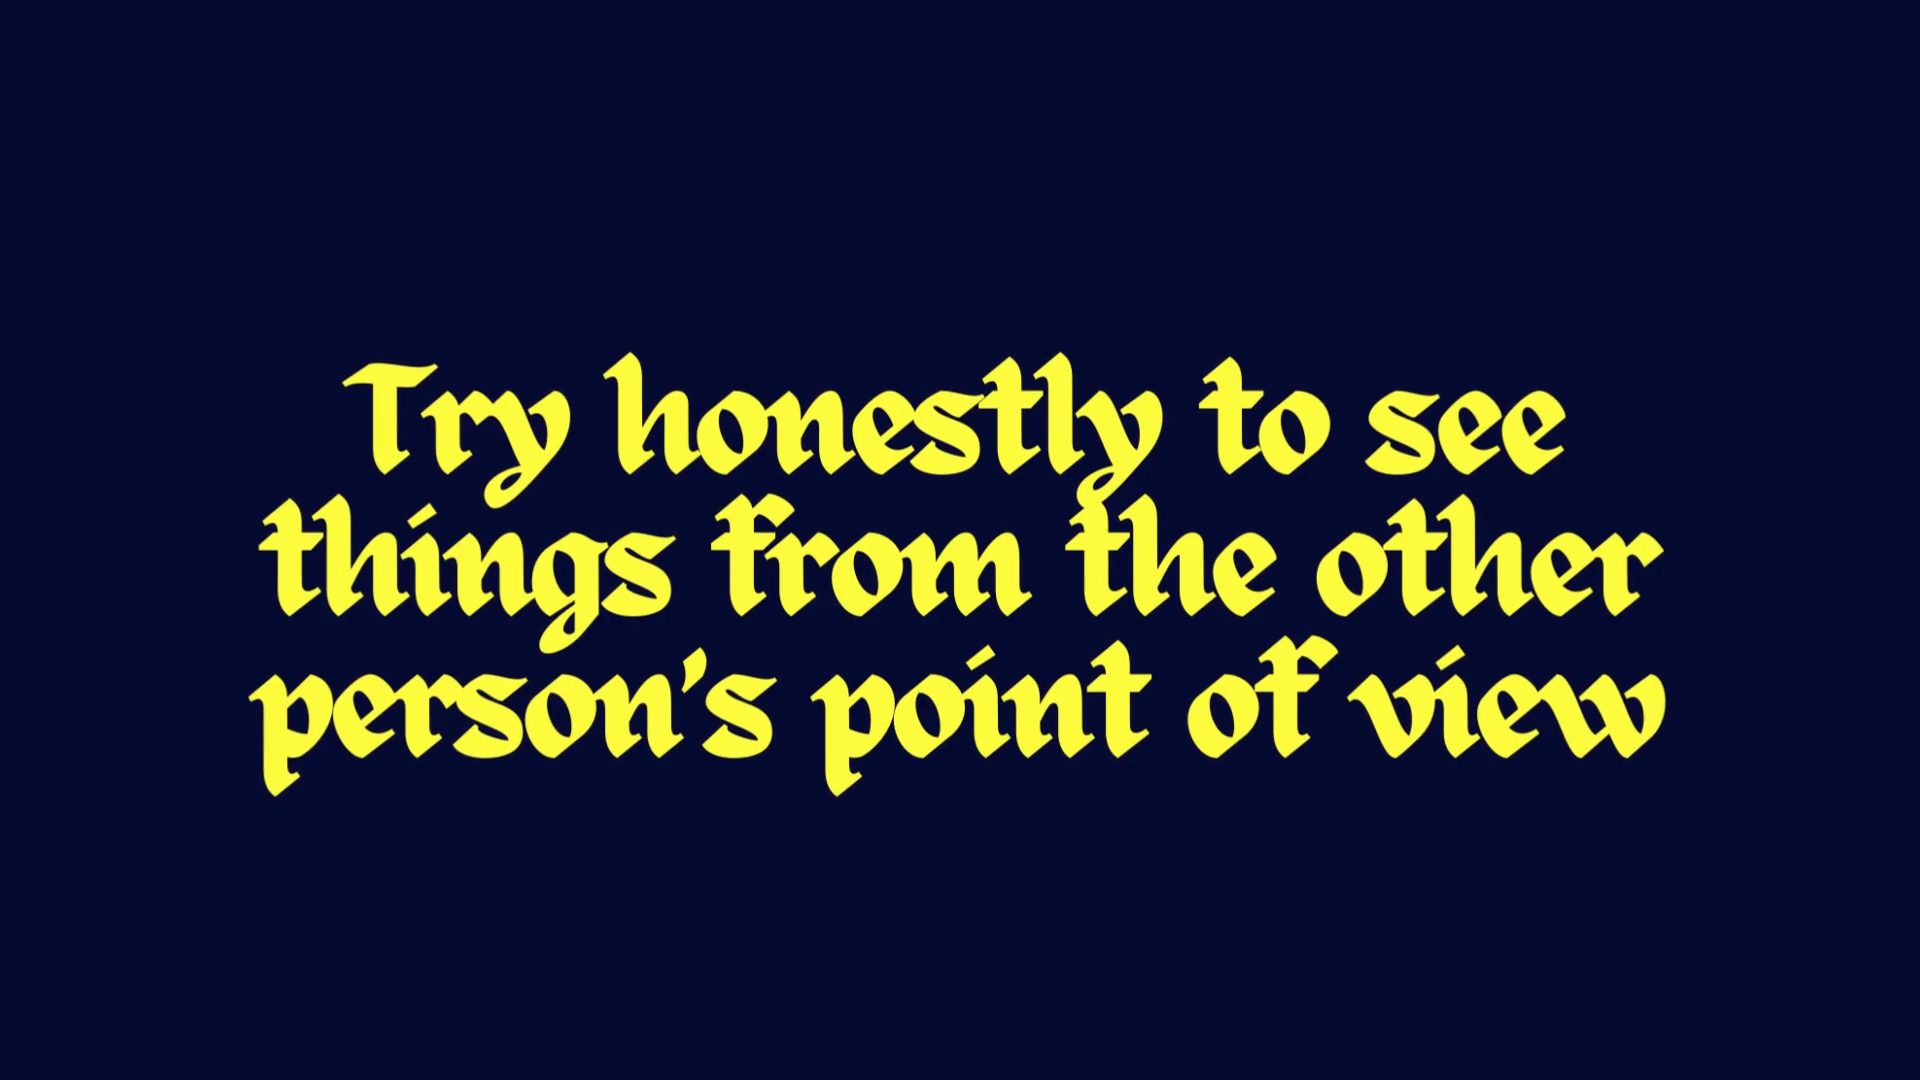 Try honestly to see
things from the other
person’s point of view